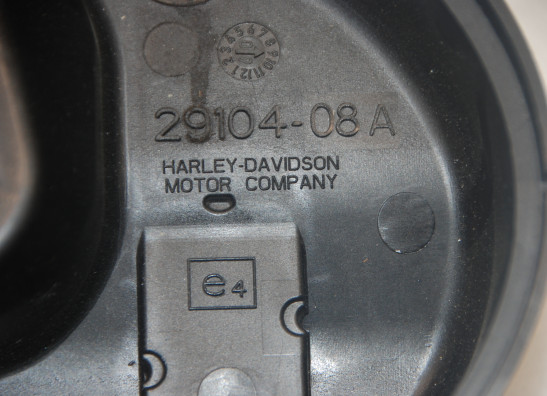 29104-08 A
HARLEY-DAVIDSON
MOTOR COMPANY
e4